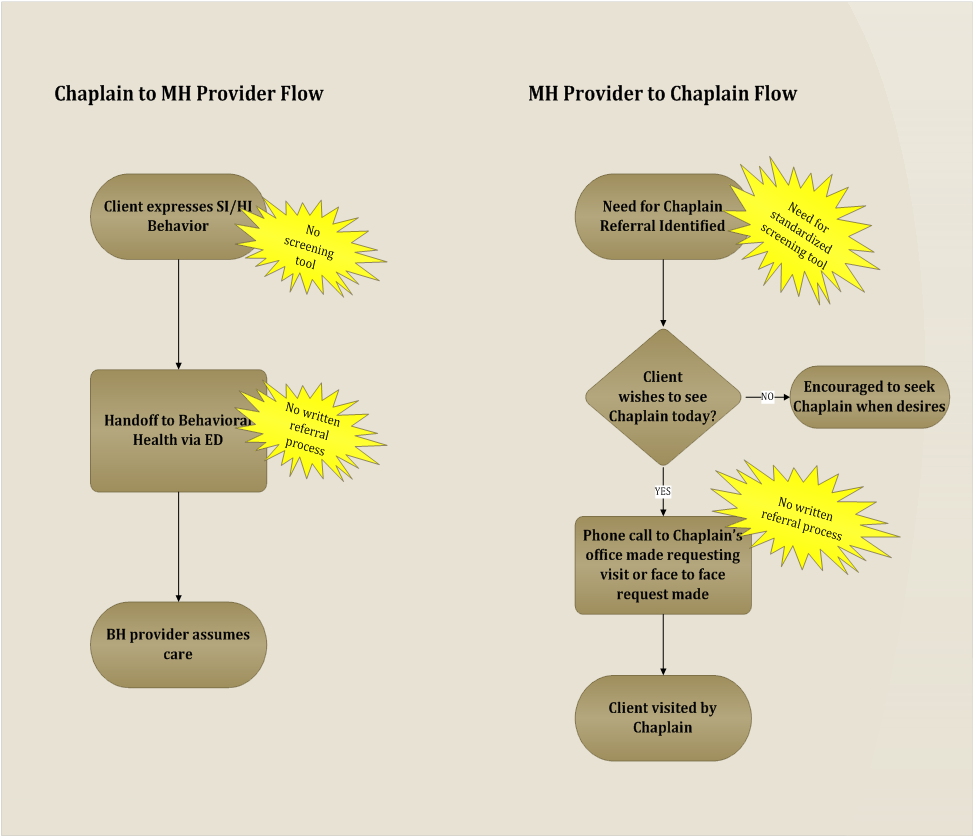 Chaplain to MH Provider Flow
Client expresses SI/HI
Behavior
No
screening
tool
Handoff to Behavioral
Health via ED
No written
referral
process
BH provider assumes
care
MH Provider to Chaplain Flow
Need for Chaplain
Referral Identified
Need for
standardized
screening tool
Client
wishes to see
Chaplain today?
NO
Encouraged to seek
Chaplain when desires
YES
No written
referral process
Phone call to Chaplain’s
office made requesting
visit or face to face
request made
Client visited by
Chaplain